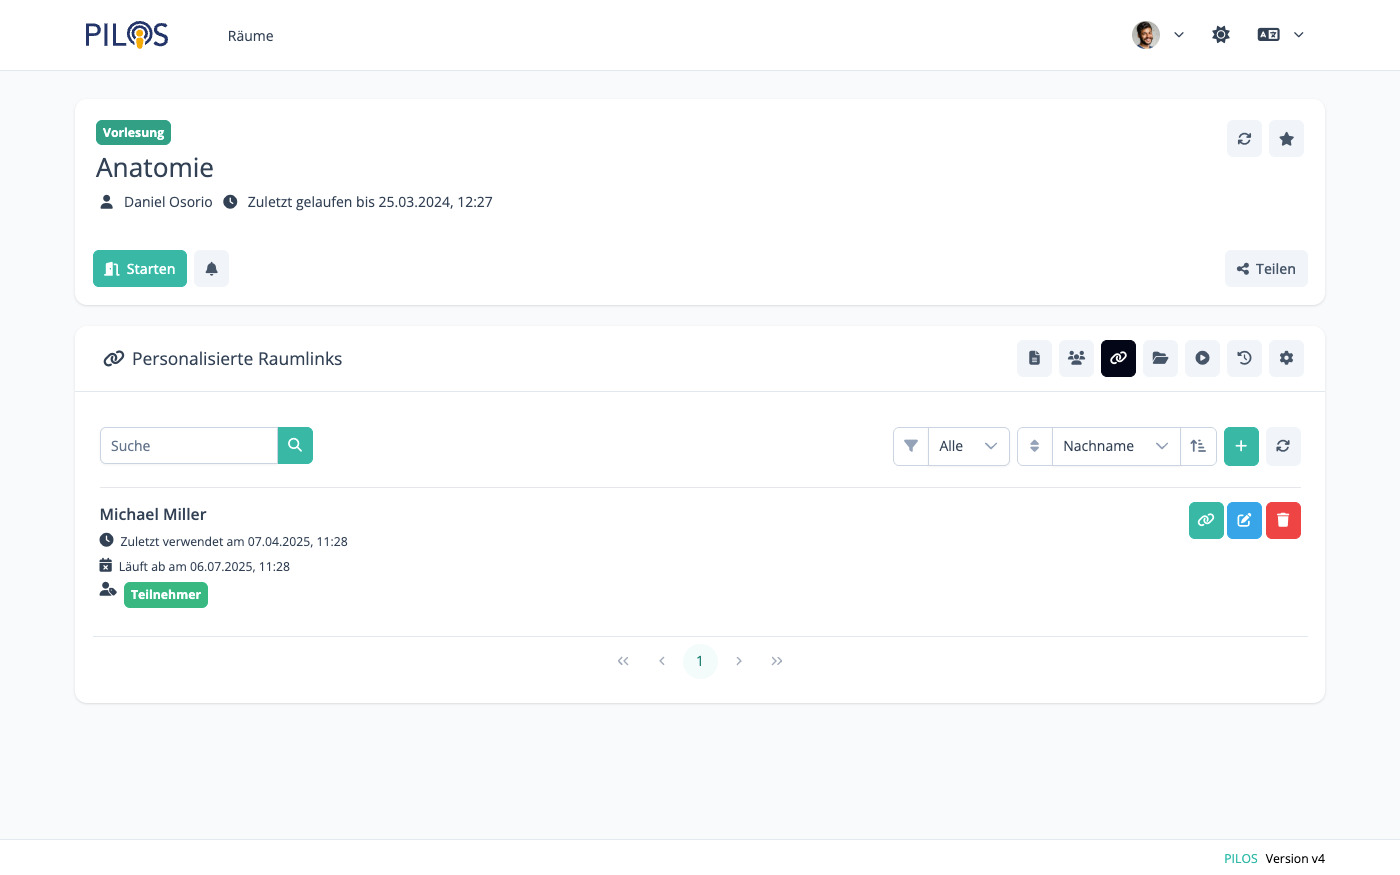 PILOS
Räume
Vorlesung
Anatomie
Daniel Osorio Zuletzt gelaufen bis 25.03.2024, 12:27
Starten
Teilen
Personalisierte Raumlinks
Suche
Alle
Nachname
Michael Miller
Zuletzt verwendet am 07.04.2025, 11:28
Läuft ab am 06.07.2025, 11:28
Teilnehmer
1
PILOS Version v4